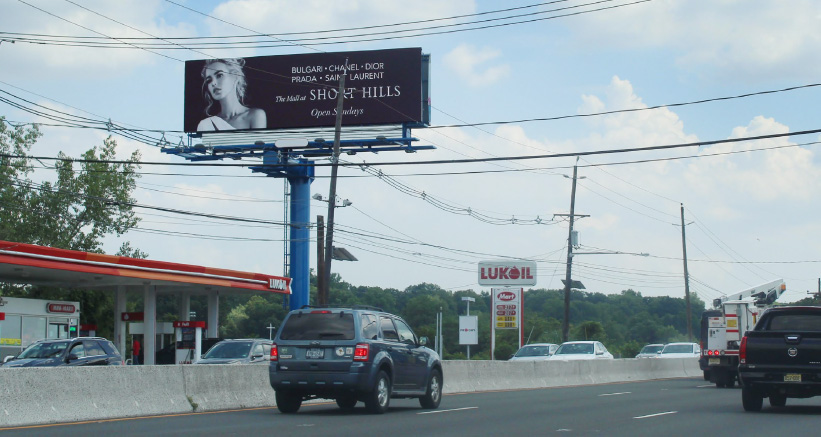 BULGARI • CHANEL • DIOR
PRADA • SAINT LAURENT
The Mall at SHORT HILLS
Open Sundays
LUKOIL
LUKOIL
Mart